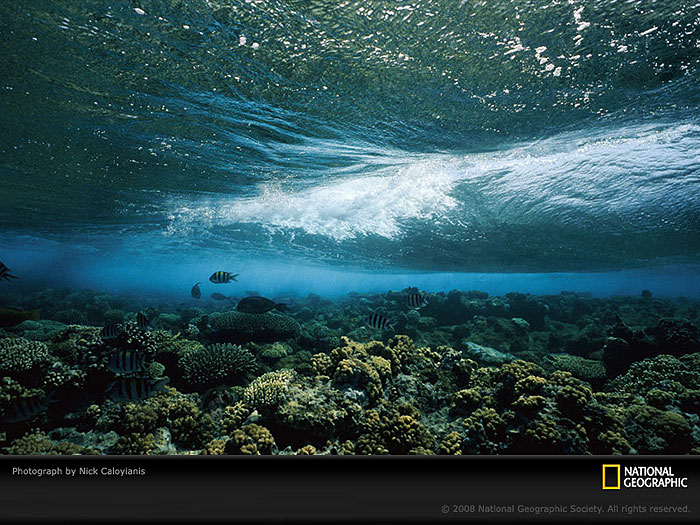 Photograph by Nick Caloyianis
NATIONAL
GEOGRAPHIC
© 2008 National Geographic Society. All rights reserved.